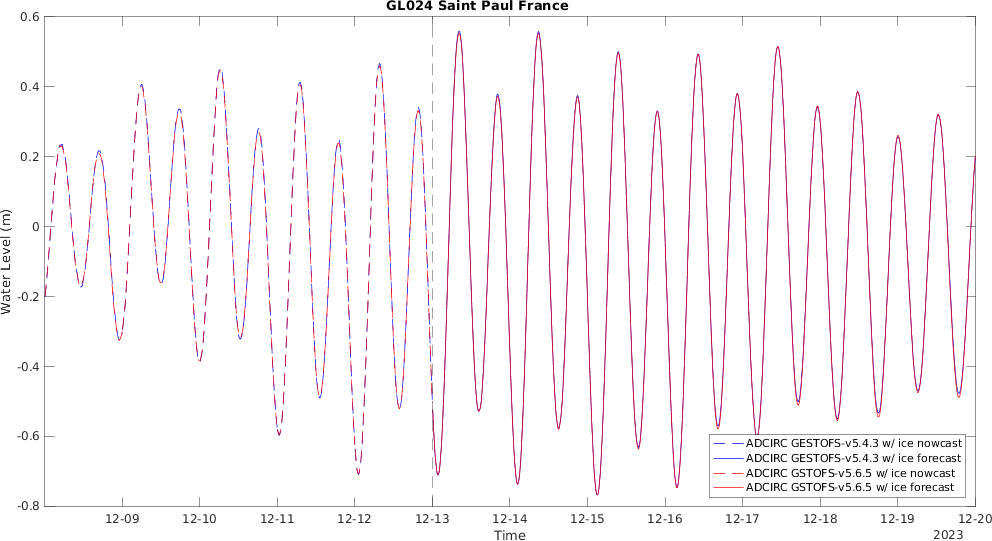 GL024 Saint Paul France
0.6
0.4
0.2
0
-0.2
-0.4
-0.6
-0.8
Water Level (m)
ADCIRC GESTOFS-v5.4.3 w/ ice nowcast
ADCIRC GESTOFS-v5.4.3 w/ ice forecast
ADCIRC GSTOFS-v5.6.5 w/ ice nowcast
ADCIRC GSTOFS-v5.6.5 w/ ice forecast
12-09 12-10 12-11 12-12 12-13 12-14 12-15 12-16 12-17 12-18 12-19 12-20
Time
2023